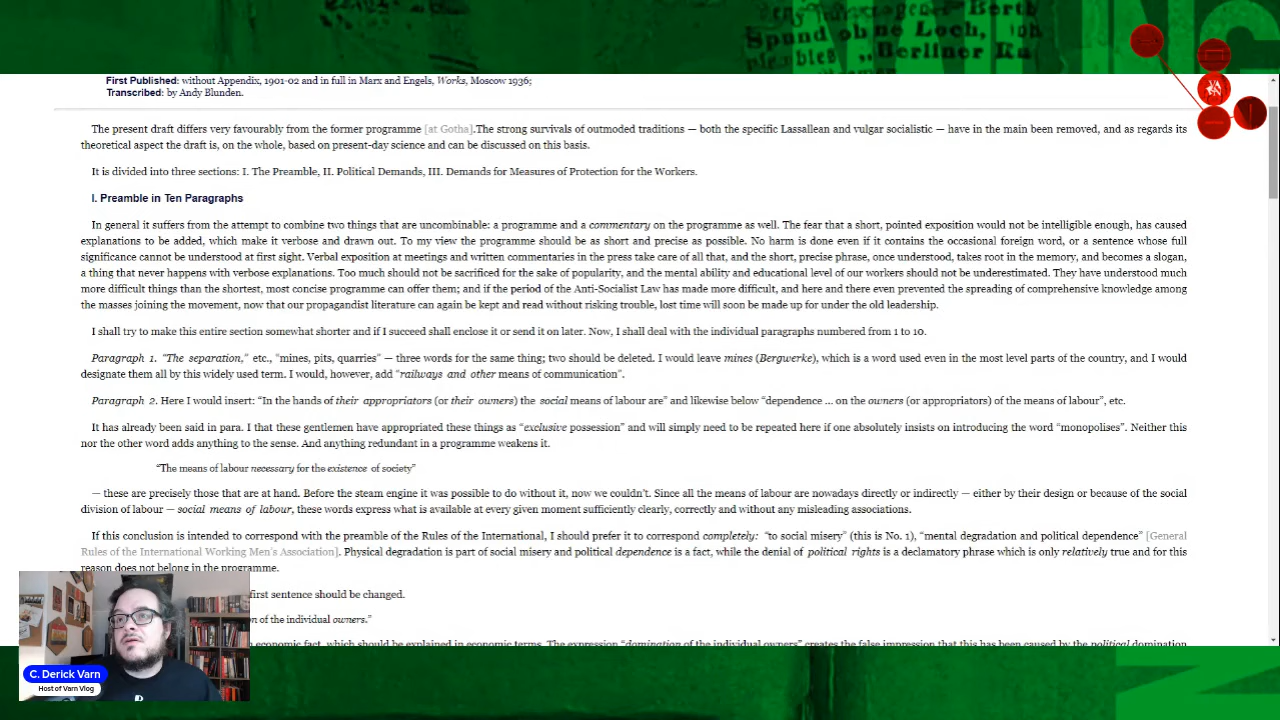 Spund ohne Loch,
„Berliner
First Published: without Appendix, 1901-02 and in full in Marx and Engels, Works, Moscow 1936;
Transcribed: by Andy Blunden.
The present draft differs very favourably from the former programme [at Gotha].The strong survivals of outmoded traditions — both the specific Lassallean and vulgar socialistic — have in the main been removed, and as regards its
theoretical aspect the draft is, on the whole, based on present-day science and can be discussed on this basis.
It is divided into three sections: I. The Preamble, II. Political Demands, III. Demands for Measures of Protection for the Workers.
I. Preamble in Ten Paragraphs
In general it suffers from the attempt to combine two things that are uncombinable: a programme and a commentary on the programme as well. The fear that a short, pointed exposition would not be intelligible enough, has caused
explanations to be added, which make it verbose and drawn out. To my view the programme should be as short and precise as possible. No harm is done even if it contains the occasional foreign word, or a sentence whose full
significance cannot be understood at first sight. Verbal exposition at meetings and written commentaries in the press take care of all that, and the short, precise phrase, once understood, takes root in the memory, and becomes a slogan,
a thing that never happens with verbose explanations. Too much should not be sacrificed for the sake of popularity, and the mental ability and educational level of our workers should not be underestimated. They have understood much
more difficult things than the shortest, most concise programme can offer them; and if the period of the Anti-Socialist Law has made more difficult, and here and there even prevented the spreading of comprehensive knowledge among
the masses joining the movement, now that our propagandist literature can again be kept and read without risking trouble, lost time will soon be made up for under the old leadership.
I shall try to make this entire section somewhat shorter and if I succeed shall enclose it or send it on later. Now, I shall deal with the individual paragraphs numbered from 1 to 10.
Paragraph 1. “The separation,” etc., “mines, pits, quarries” — three words for the same thing; two should be deleted. I would leave mines (Bergwerke), which is a word used even in the most level parts of the country, and I would
designate them all by this widely used term. I would, however, add “railways and other means of communication”.
Paragraph 2. Here I would insert: “In the hands of their appropriators (or their owners) the social means of labour are” and likewise below “dependence ... on the owners (or appropriators) of the means of labour”, etc.
It has already been said in para. I that these gentlemen have appropriated these things as “exclusive possession” and will simply need to be repeated here if one absolutely insists on introducing the word “monopolises”. Neither this
nor the other word adds anything to the sense. And anything redundant in a programme weakens it.
“The means of labour necessary for the existence of society”
— these are precisely those that are at hand. Before the steam engine it was possible to do without it, now we couldn’t. Since all the means of labour are nowadays directly or indirectly — either by their design or because of the social
division of labour — social means of labour, these words express what is available at every given moment sufficiently clearly, correctly and without any misleading associations.
If this conclusion is intended to correspond with the preamble of the Rules of the International, I should prefer it to correspond completely: “to social misery” (this is No. 1), “mental degradation and political dependence” [General
Rules of the International Working Men’s Association]. Physical degradation is part of social misery and political dependence is a fact, while the denial of political rights is a declamatory phrase which is only relatively true and for this
reason does not belong in the programme.
first sentence should be changed.
of the individual owners.”
economic fact, which should be explained in economic terms. The expression “domination of the individual owners” creates the false impression that this has been caused by the political domination
C. Derick Varn
Host of Varn Vlog